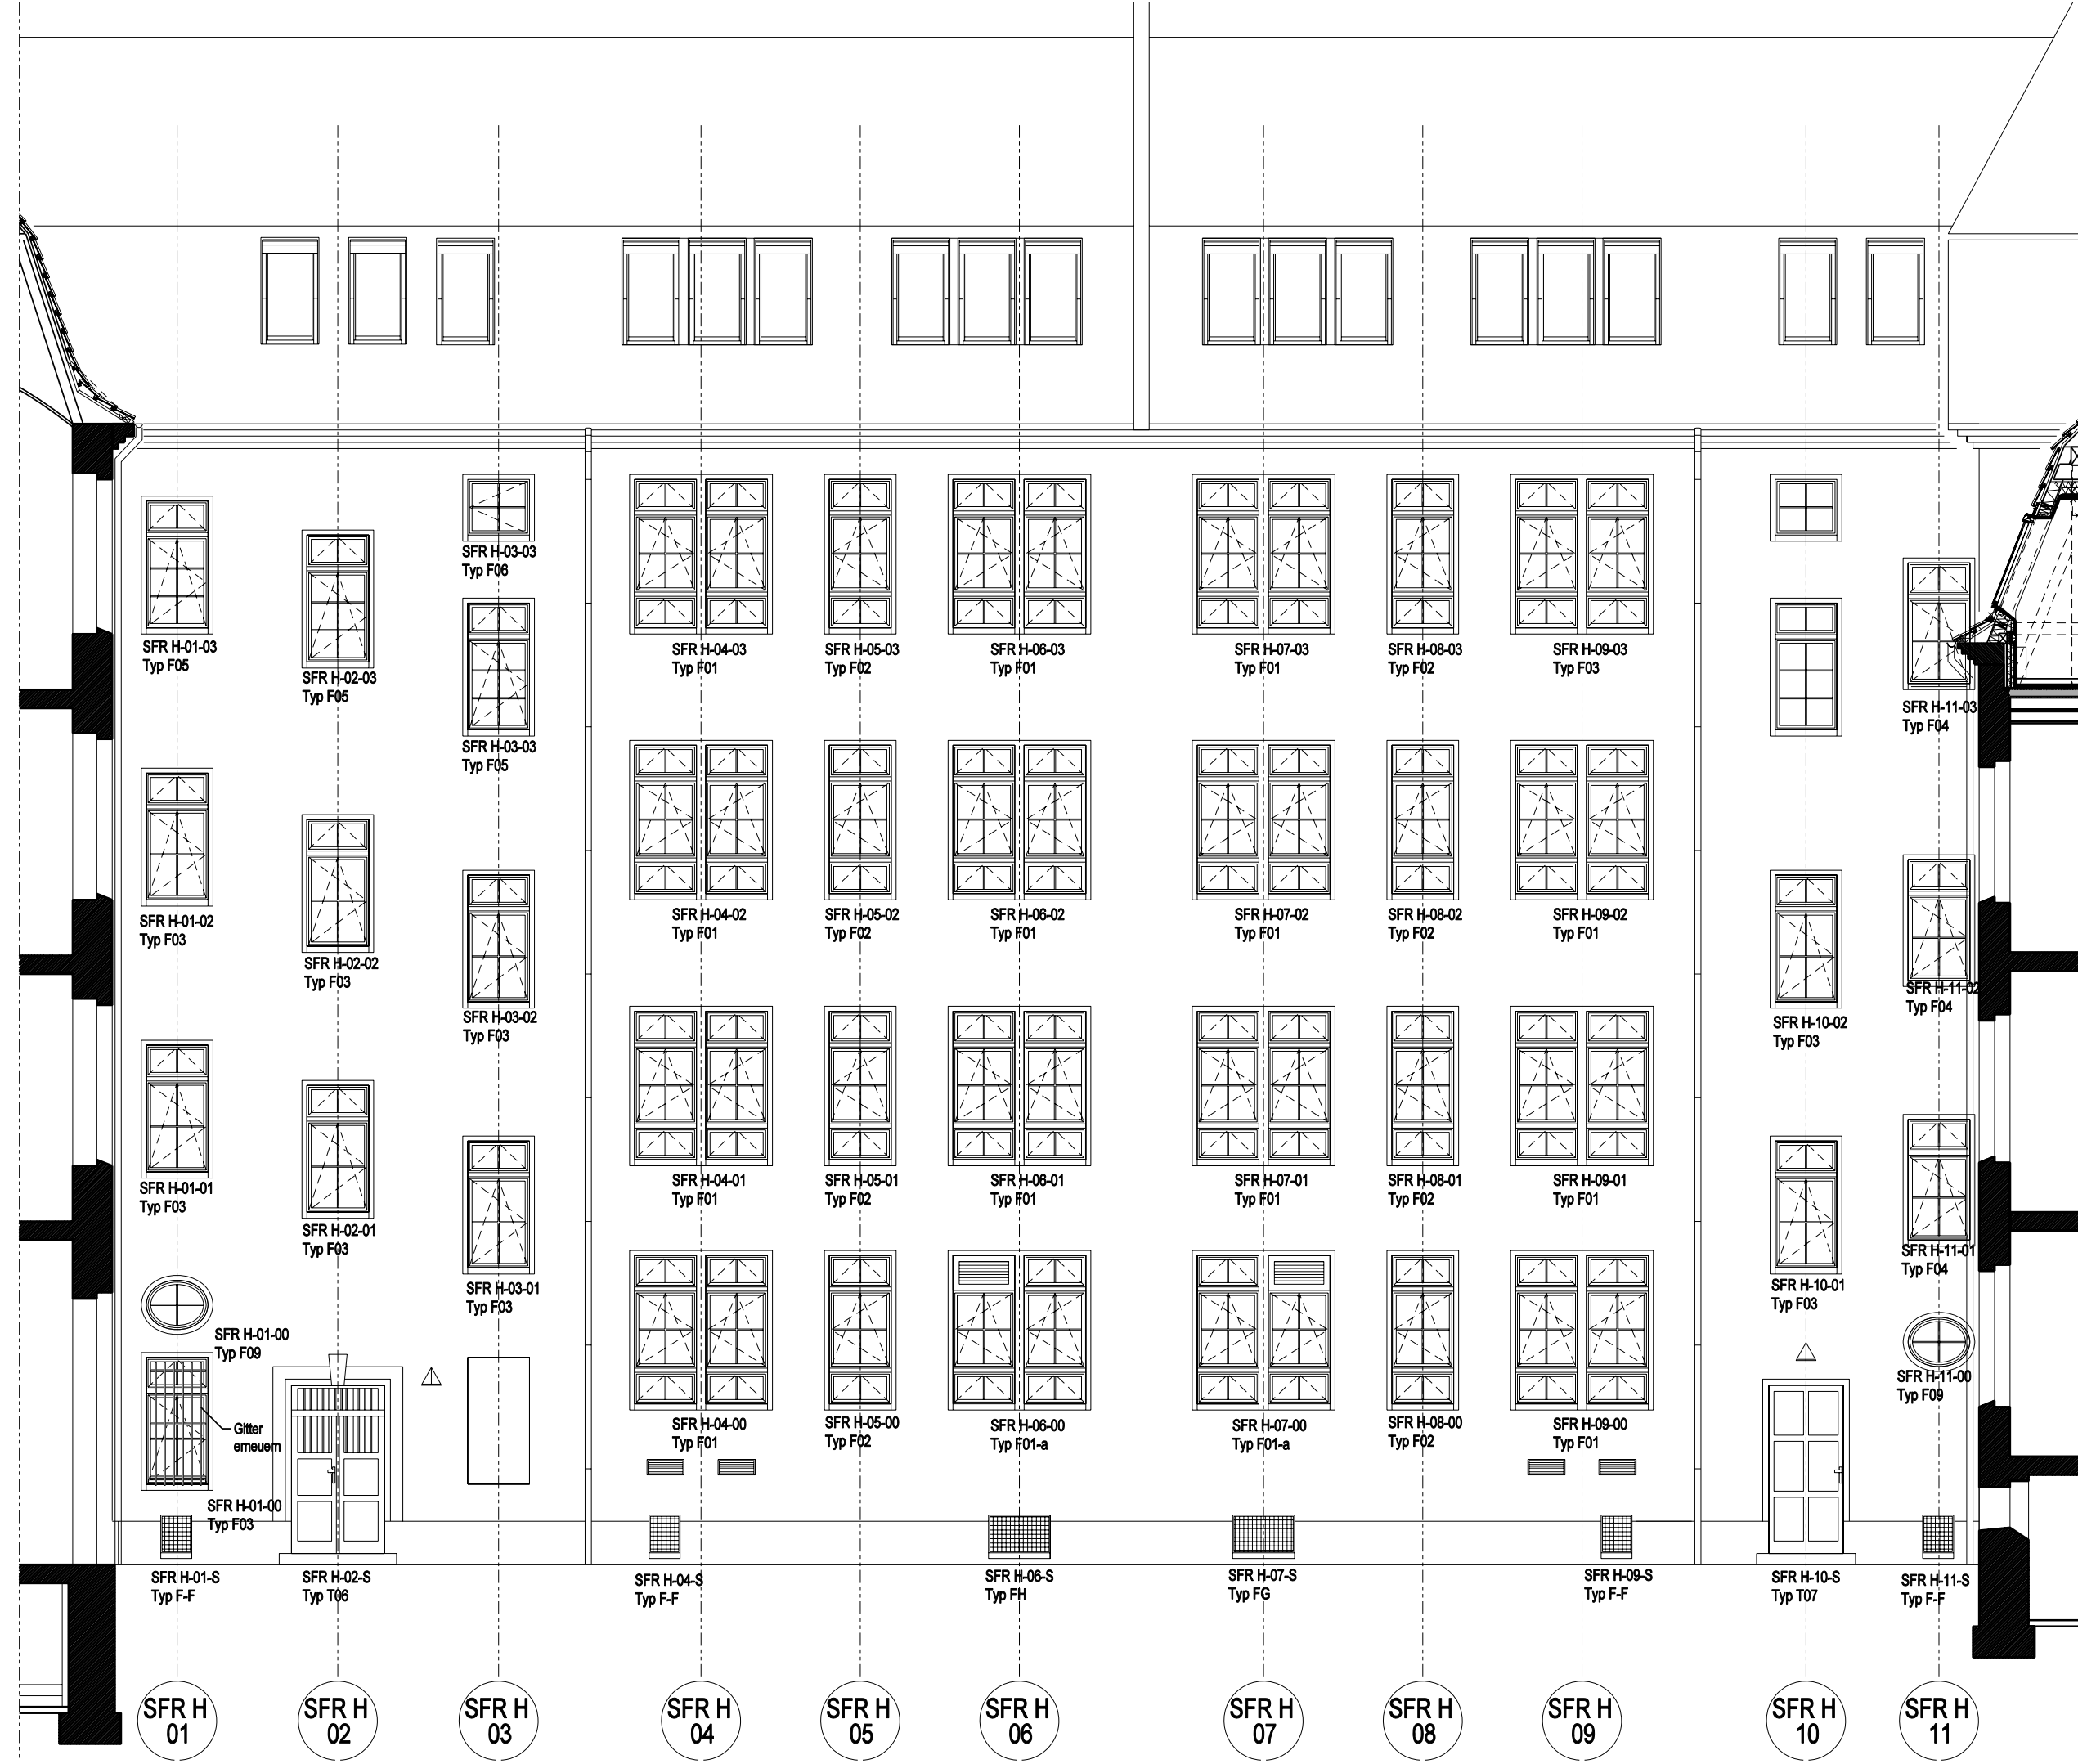 SFR H-03-03
Typ F06
SFR H-01-03
Typ F05
SFR H-02-03
Typ F05
SFR H-04-03
Typ F01
SFR H-05-03
Typ F02
SFR H-06-03
Typ F01
SFR H-07-03
Typ F01
SFR H-08-03
Typ F02
SFR H-09-03
Typ F03
SFR H-11-03
Typ F04
SFR H-03-03
Typ F05
SFR H-01-02
Typ F03
SFR H-02-02
Typ F03
SFR H-04-02
Typ F01
SFR H-05-02
Typ F02
SFR H-06-02
Typ F01
SFR H-07-02
Typ F01
SFR H-08-02
Typ F02
SFR H-09-02
Typ F01
SFR H-11-02
Typ F04
SFR H-03-02
Typ F03
SFR H-10-02
Typ F03
SFR H-01-01
Typ F03
SFR H-02-01
Typ F03
SFR H-04-01
Typ F01
SFR H-05-01
Typ F02
SFR H-06-01
Typ F01
SFR H-07-01
Typ F01
SFR H-08-01
Typ F02
SFR H-09-01
Typ F01
SFR H-11-01
Typ F04
SFR H-03-01
Typ F03
SFR H-10-01
Typ F03
SFR H-01-00
Typ F09
SFR H-11-00
Typ F09
Gitter
erneuern
SFR H-04-00
Typ F01
SFR H-05-00
Typ F02
SFR H-06-00
Typ F01-a
SFR H-07-00
Typ F01-a
SFR H-08-00
Typ F02
SFR H-09-00
Typ F01
SFR H-01-00
Typ F03
SFR H-01-S
Typ F-F
SFR H-02-S
Typ T06
SFR H-04-S
Typ F-F
SFR H-06-S
Typ FH
SFR H-07-S
Typ FG
SFR H-09-S
Typ F-F
SFR H-10-S
Typ T07
SFR H-11-S
Typ F-F
SFR H
01
SFR H
02
SFR H
03
SFR H
04
SFR H
05
SFR H
06
SFR H
07
SFR H
08
SFR H
09
SFR H
10
SFR H
11